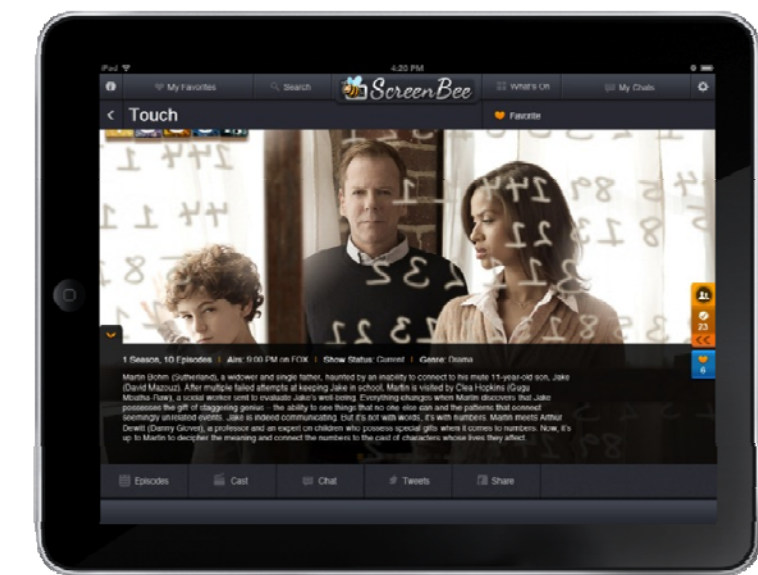 iPad
4:20 PM
My Favorites
Search
ScreenBee
What's On
My Chats
Touch
Favorite
23
6
1 Season, 10 Episodes | Airs: 9:00 PM on FOX | Show Status: Current | Genre: Drama
Martin Bohm (Sutherland), a widower and single father, haunted by an inability to connect to his mute 11-year-old son, Jake
(David Mazouz). After multiple failed attempts at keeping Jake in school, Martin is visited by Clea Hopkins (Gugu
Mbatha-Raw), a social worker sent to evaluate Jake's well-being. Everything changes when Martin discovers that Jake
possesses the gift of staggering genius - the ability to see things that no one else can and the patterns that connect
seemingly unrelated events. Jake is indeed communicating. But it's not with words, it's with numbers. Martin meets Arthur
Dewitt (Danny Glover), a professor and an expert on children who possess special gifts when it comes to numbers. Now, it's
up to Martin to decipher the meaning and connect the numbers to the cast of characters whose lives they affect.
Episodes
Cast
Chat
Tweets
Share